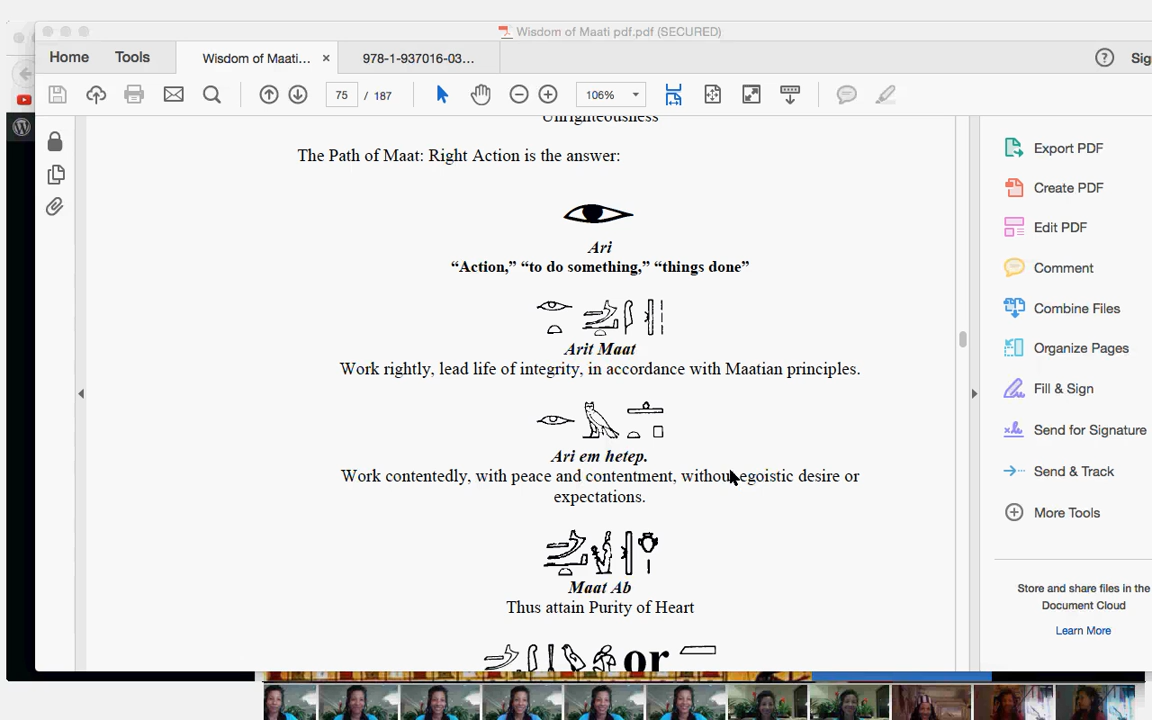 Wisdom of Maati pdf.pdf (SECURED)
Home Tools Wisdom of Maati... × 978-1-937016-03... ? Sig
75 / 187 106%
Unrighteousness
The Path of Maat: Right Action is the answer:
Ari
“Action,” “to do something,” “things done”
Arit Maat
Work rightly, lead life of integrity, in accordance with Maatian principles.
Ari em hetep.
Work contentedly, with peace and contentment, without egoistic desire or
expectations.
Maat Ab
Thus attain Purity of Heart
or
Export PDF
Create PDF
Edit PDF
Comment
Combine Files
Organize Pages
Fill & Sign
Send for Signature
Send & Track
More Tools
Store and share files in the
Document Cloud
Learn More